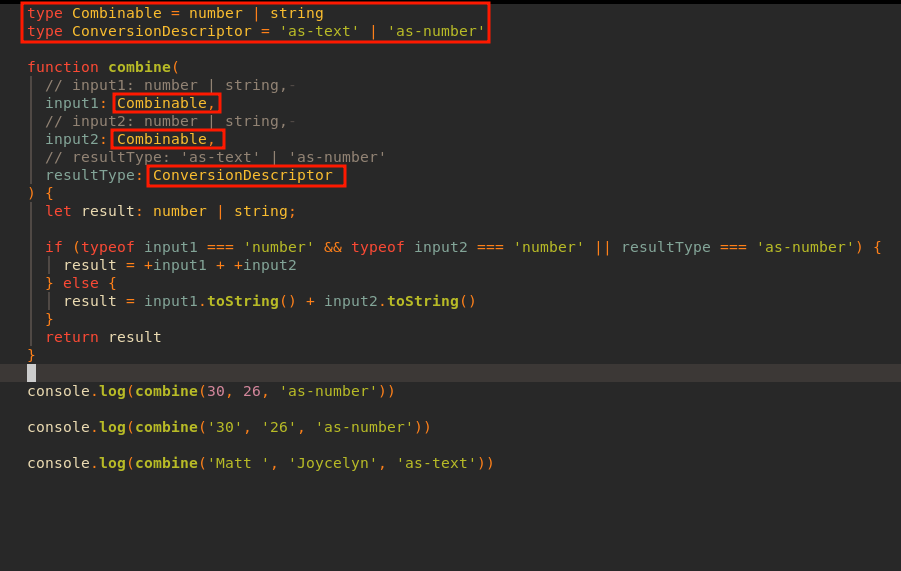 type Combinable = number | string
type ConversionDescriptor = 'as-text' | 'as-number'
function combine(
// input1: number | string,-
input1: Combinable,
// input2: number | string,-
input2: Combinable,
// resultType: 'as-text' | 'as-number'
resultType: ConversionDescriptor
) {
let result: number | string;
if (typeof input1 === 'number' && typeof input2 === 'number' || resultType === 'as-number') {
result = +input1 + +input2
} else {
result = input1.toString() + input2.toString()
}
return result
}
console.log(combine(30, 26, 'as-number'))
console.log(combine('30', '26', 'as-number'))
console.log(combine('Matt ', 'Joycelyn', 'as-text'))